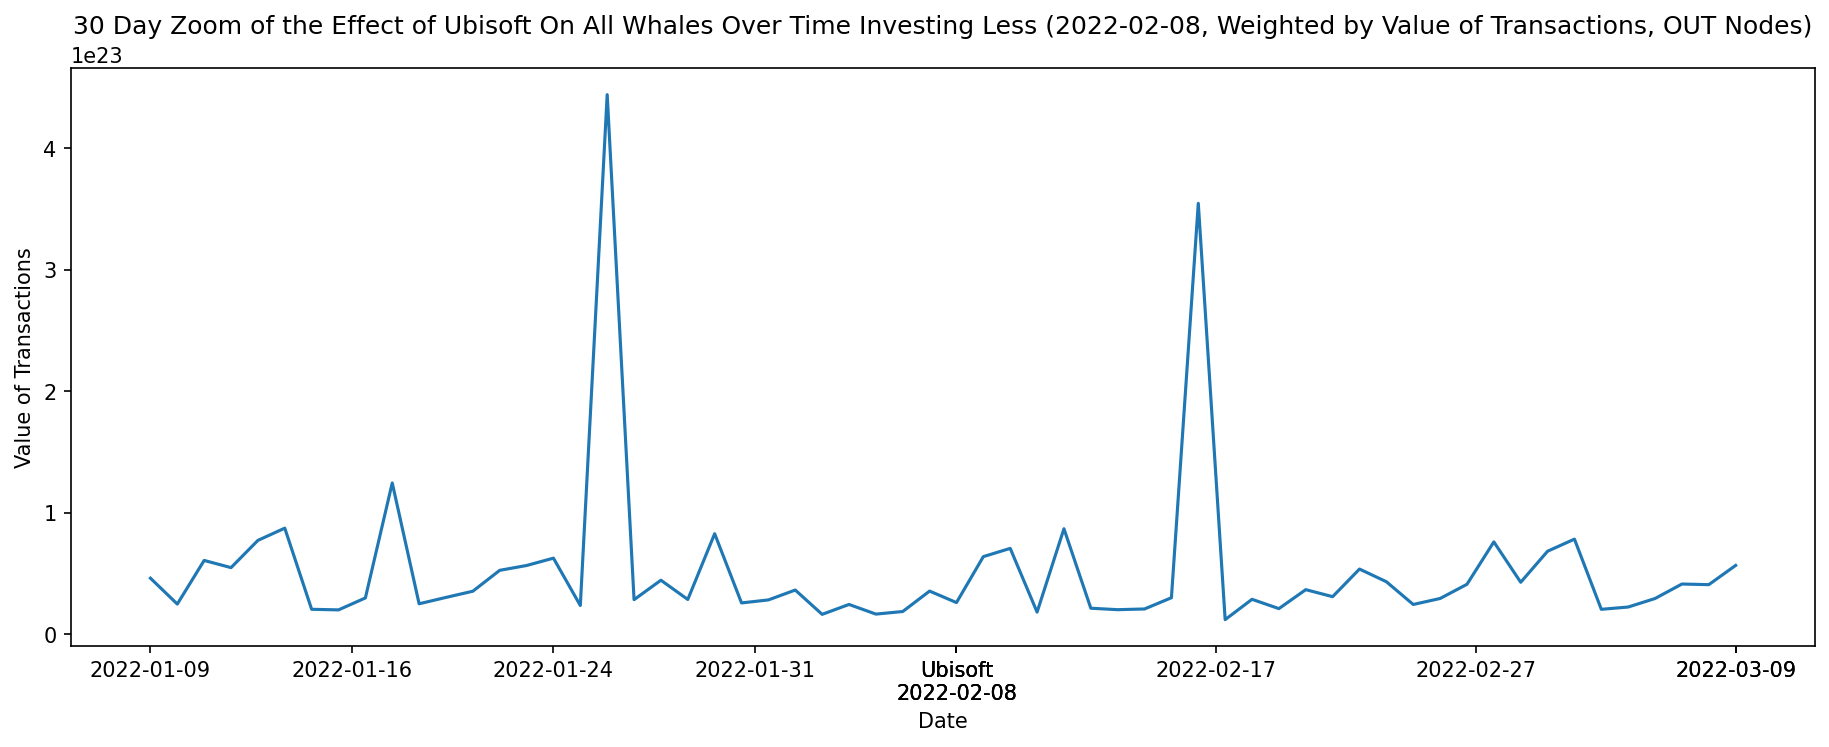 30 Day Zoom of the Effect of Ubisoft On All Whales Over Time Investing Less (2022-02-08, Weighted by Value of Transactions, OUT Nodes)
1e23
4
3
2
1
0
Value of Transactions
2022-01-09 2022-01-16 2022-01-24 2022-01-31 Ubisoft 2022-02-17 2022-02-27 2022-03-09
2022-02-08
Date